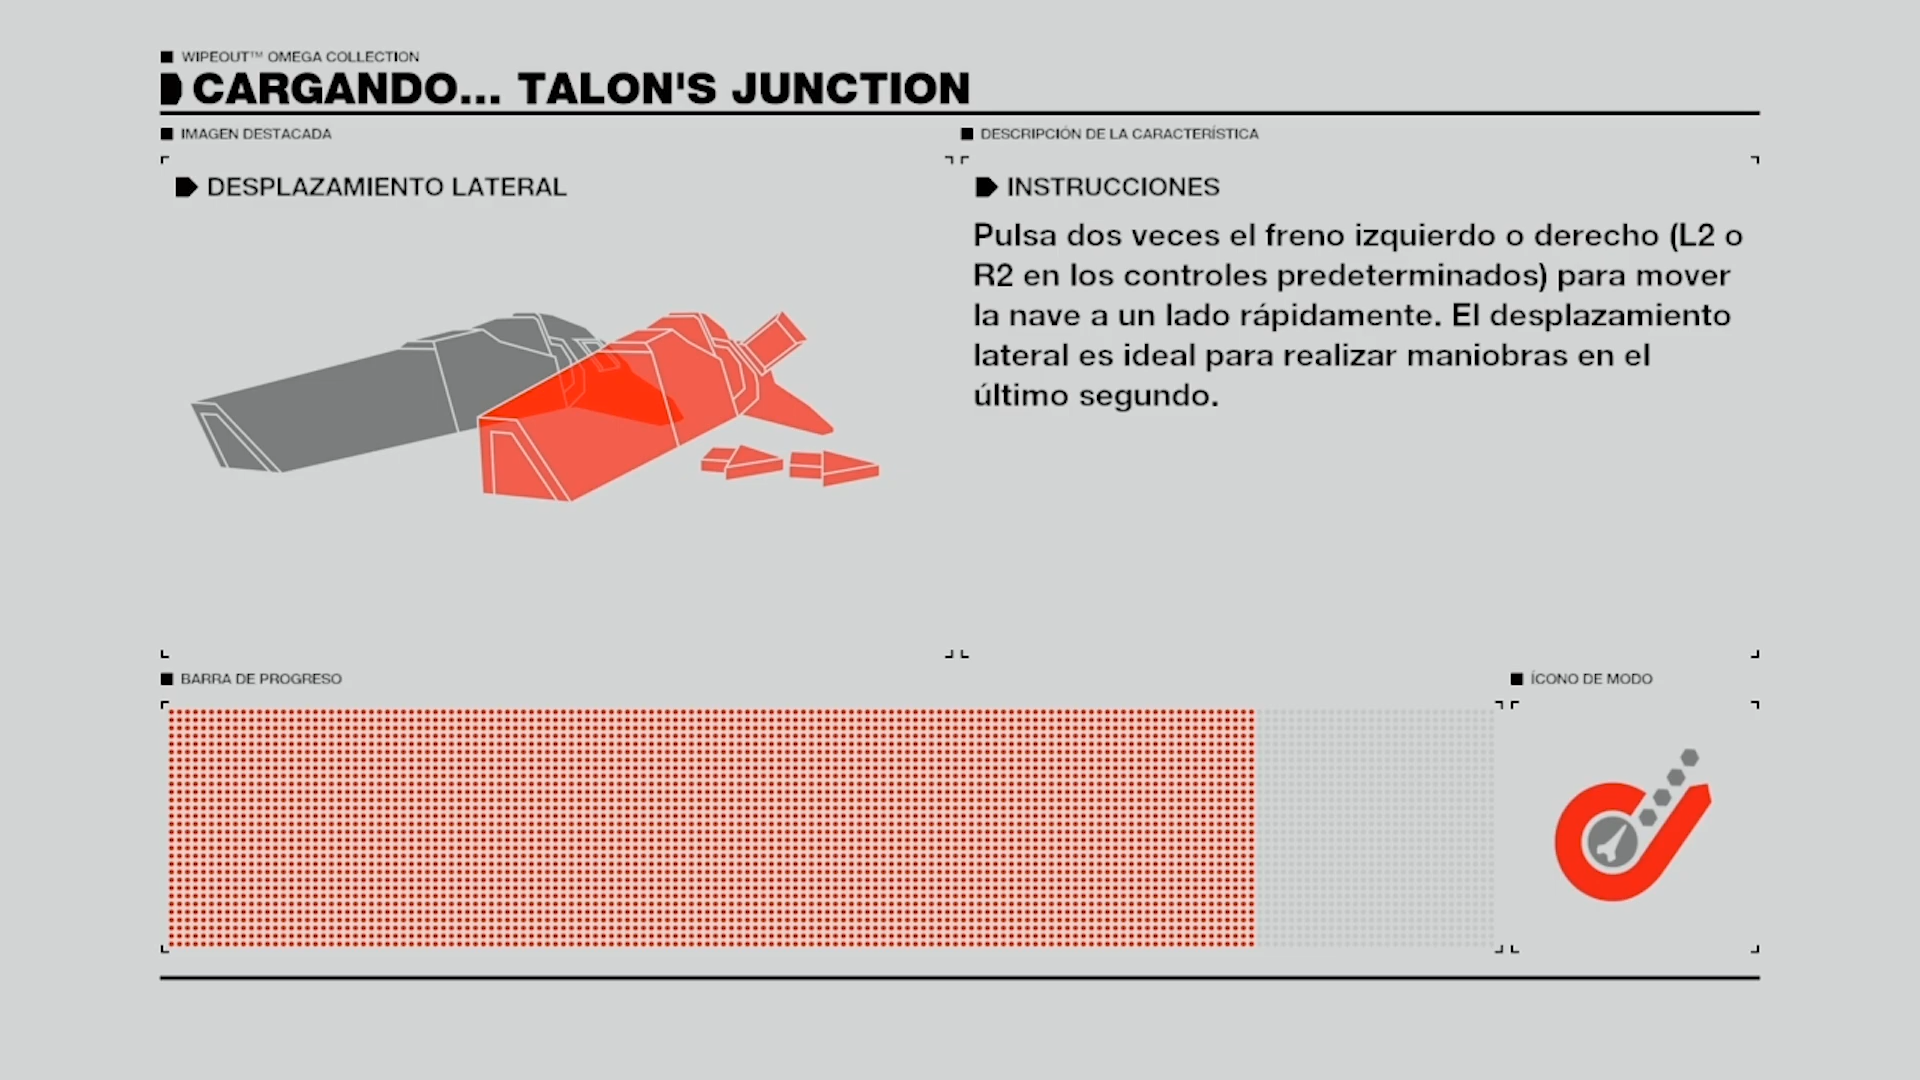 WIPEOUT™ OMEGA COLLECTION
CARGANDO... TALON'S JUNCTION
IMAGEN DESTACADA
DESPLAZAMIENTO LATERAL
DESCRIPCIÓN DE LA CARACTERÍSTICA
INSTRUCCIONES
Pulsa dos veces el freno izquierdo o derecho (L2 o
R2 en los controles predeterminados) para mover
la nave a un lado rápidamente. El desplazamiento
lateral es ideal para realizar maniobras en el
último segundo.
BARRA DE PROGRESO
ÍCONO DE MODO